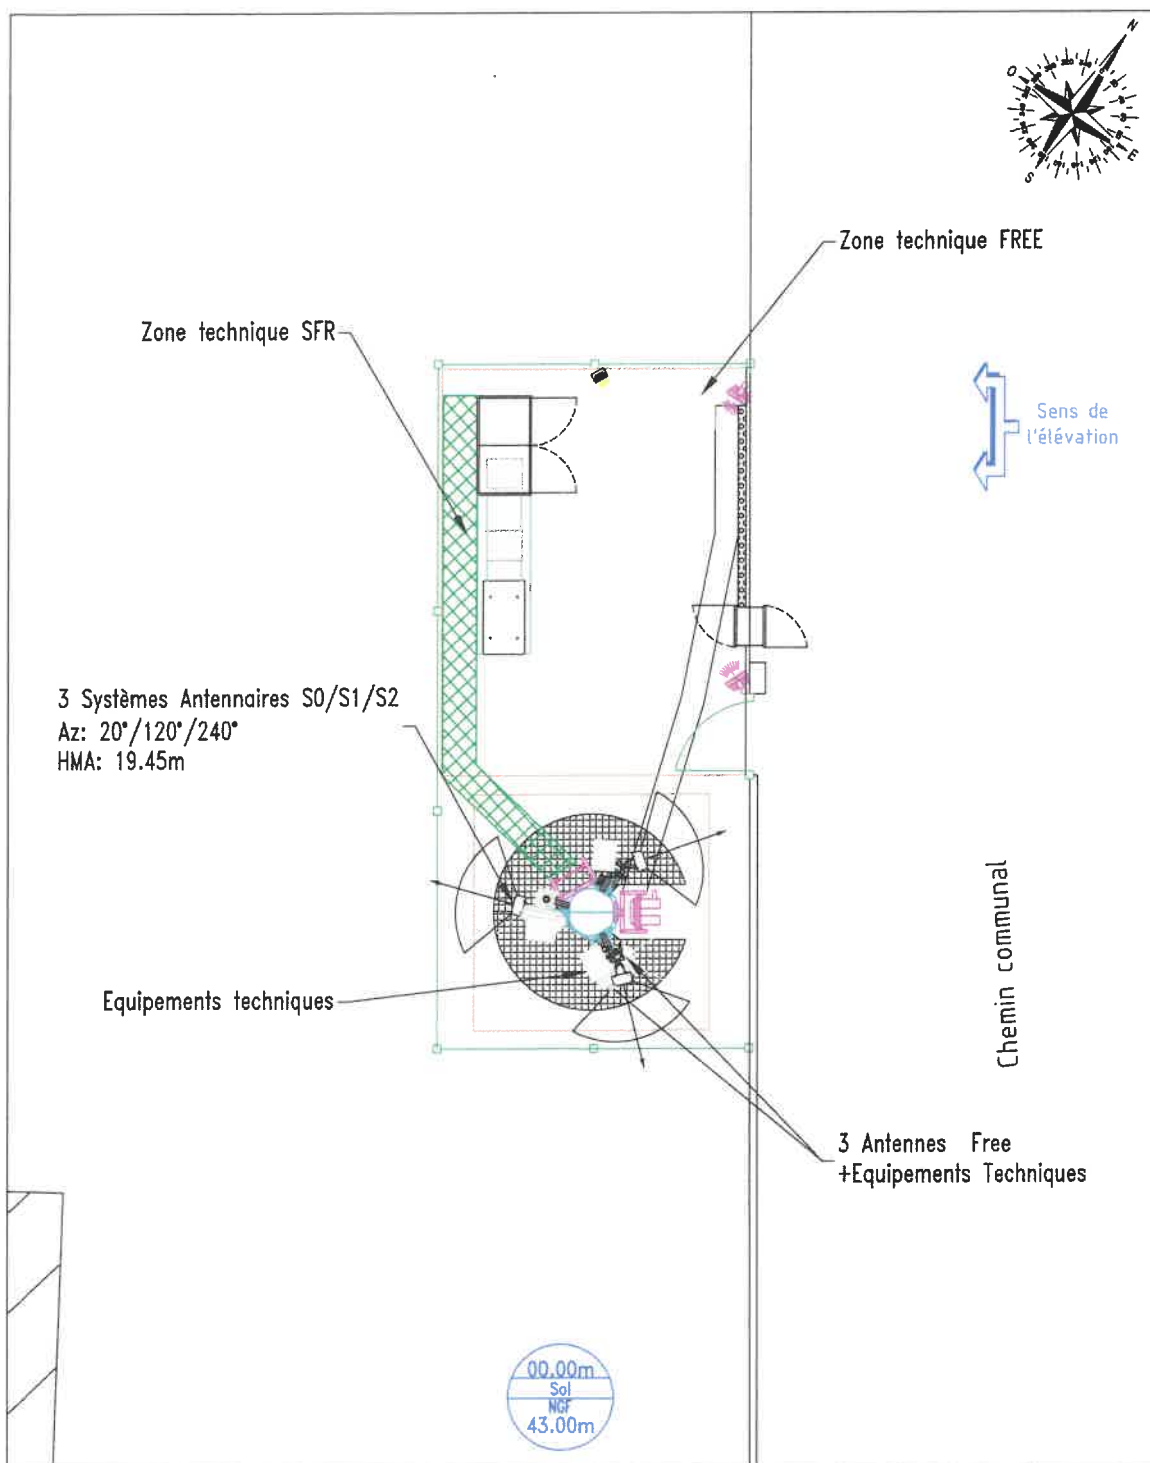 N
O
E
S
Zone technique FREE
Zone technique SFR
Sens de
l'élévation
3 Systèmes Antennaires S0/S1/S2
Az: 20°/120°/240°
HMA: 19.45m
Chemin communal
Equipements techniques
3 Antennes Free
+Equipements Techniques
00.00m
Sol
NGF
43.00m